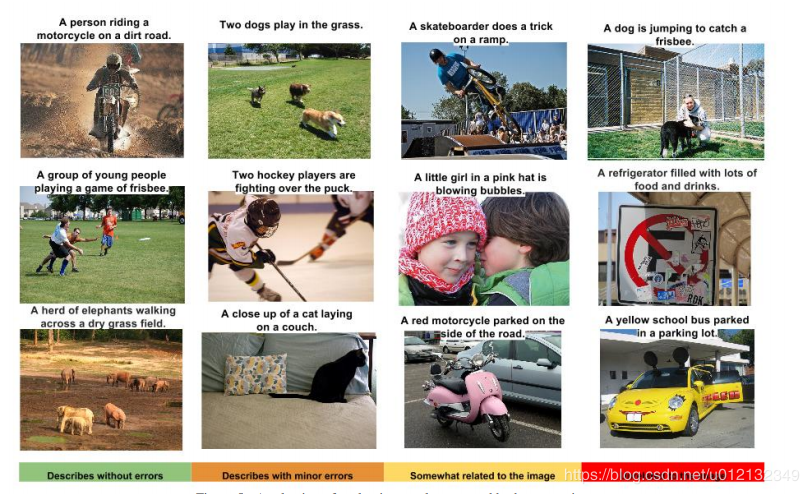 A person riding a
motorcycle on a dirt road.
Two dogs play in the grass.
A skateboarder does a trick
on a ramp.
A dog is jumping to catch a
frisbee.
A group of young people
playing a game of frisbee.
Two hockey players are
fighting over the puck.
A little girl in a pink hat is
blowing bubbles.
A refrigerator filled with lots of
food and drinks.
ROK
A herd of elephants walking
across a dry grass field.
A close up of a cat laying
on a couch.
A red motorcycle parked on the
side of the road.
A yellow school bus parked
in a parking lot.
Describes without errors
Describes with minor errors
Somewhat related to the image
https://blog.csdn.net/u012132349